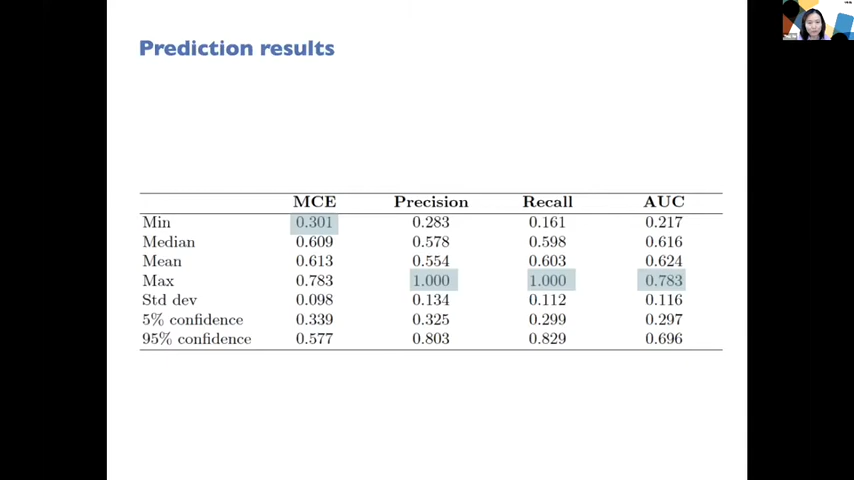 Prediction results
MCE Precision Recall AUC
Min 0.301 0.283 0.161 0.217
Median 0.609 0.578 0.598 0.616
Mean 0.613 0.554 0.603 0.624
Max 0.783 1.000 1.000 0.783
Std dev 0.098 0.134 0.112 0.116
5% confidence 0.339 0.325 0.299 0.297
95% confidence 0.577 0.803 0.829 0.696